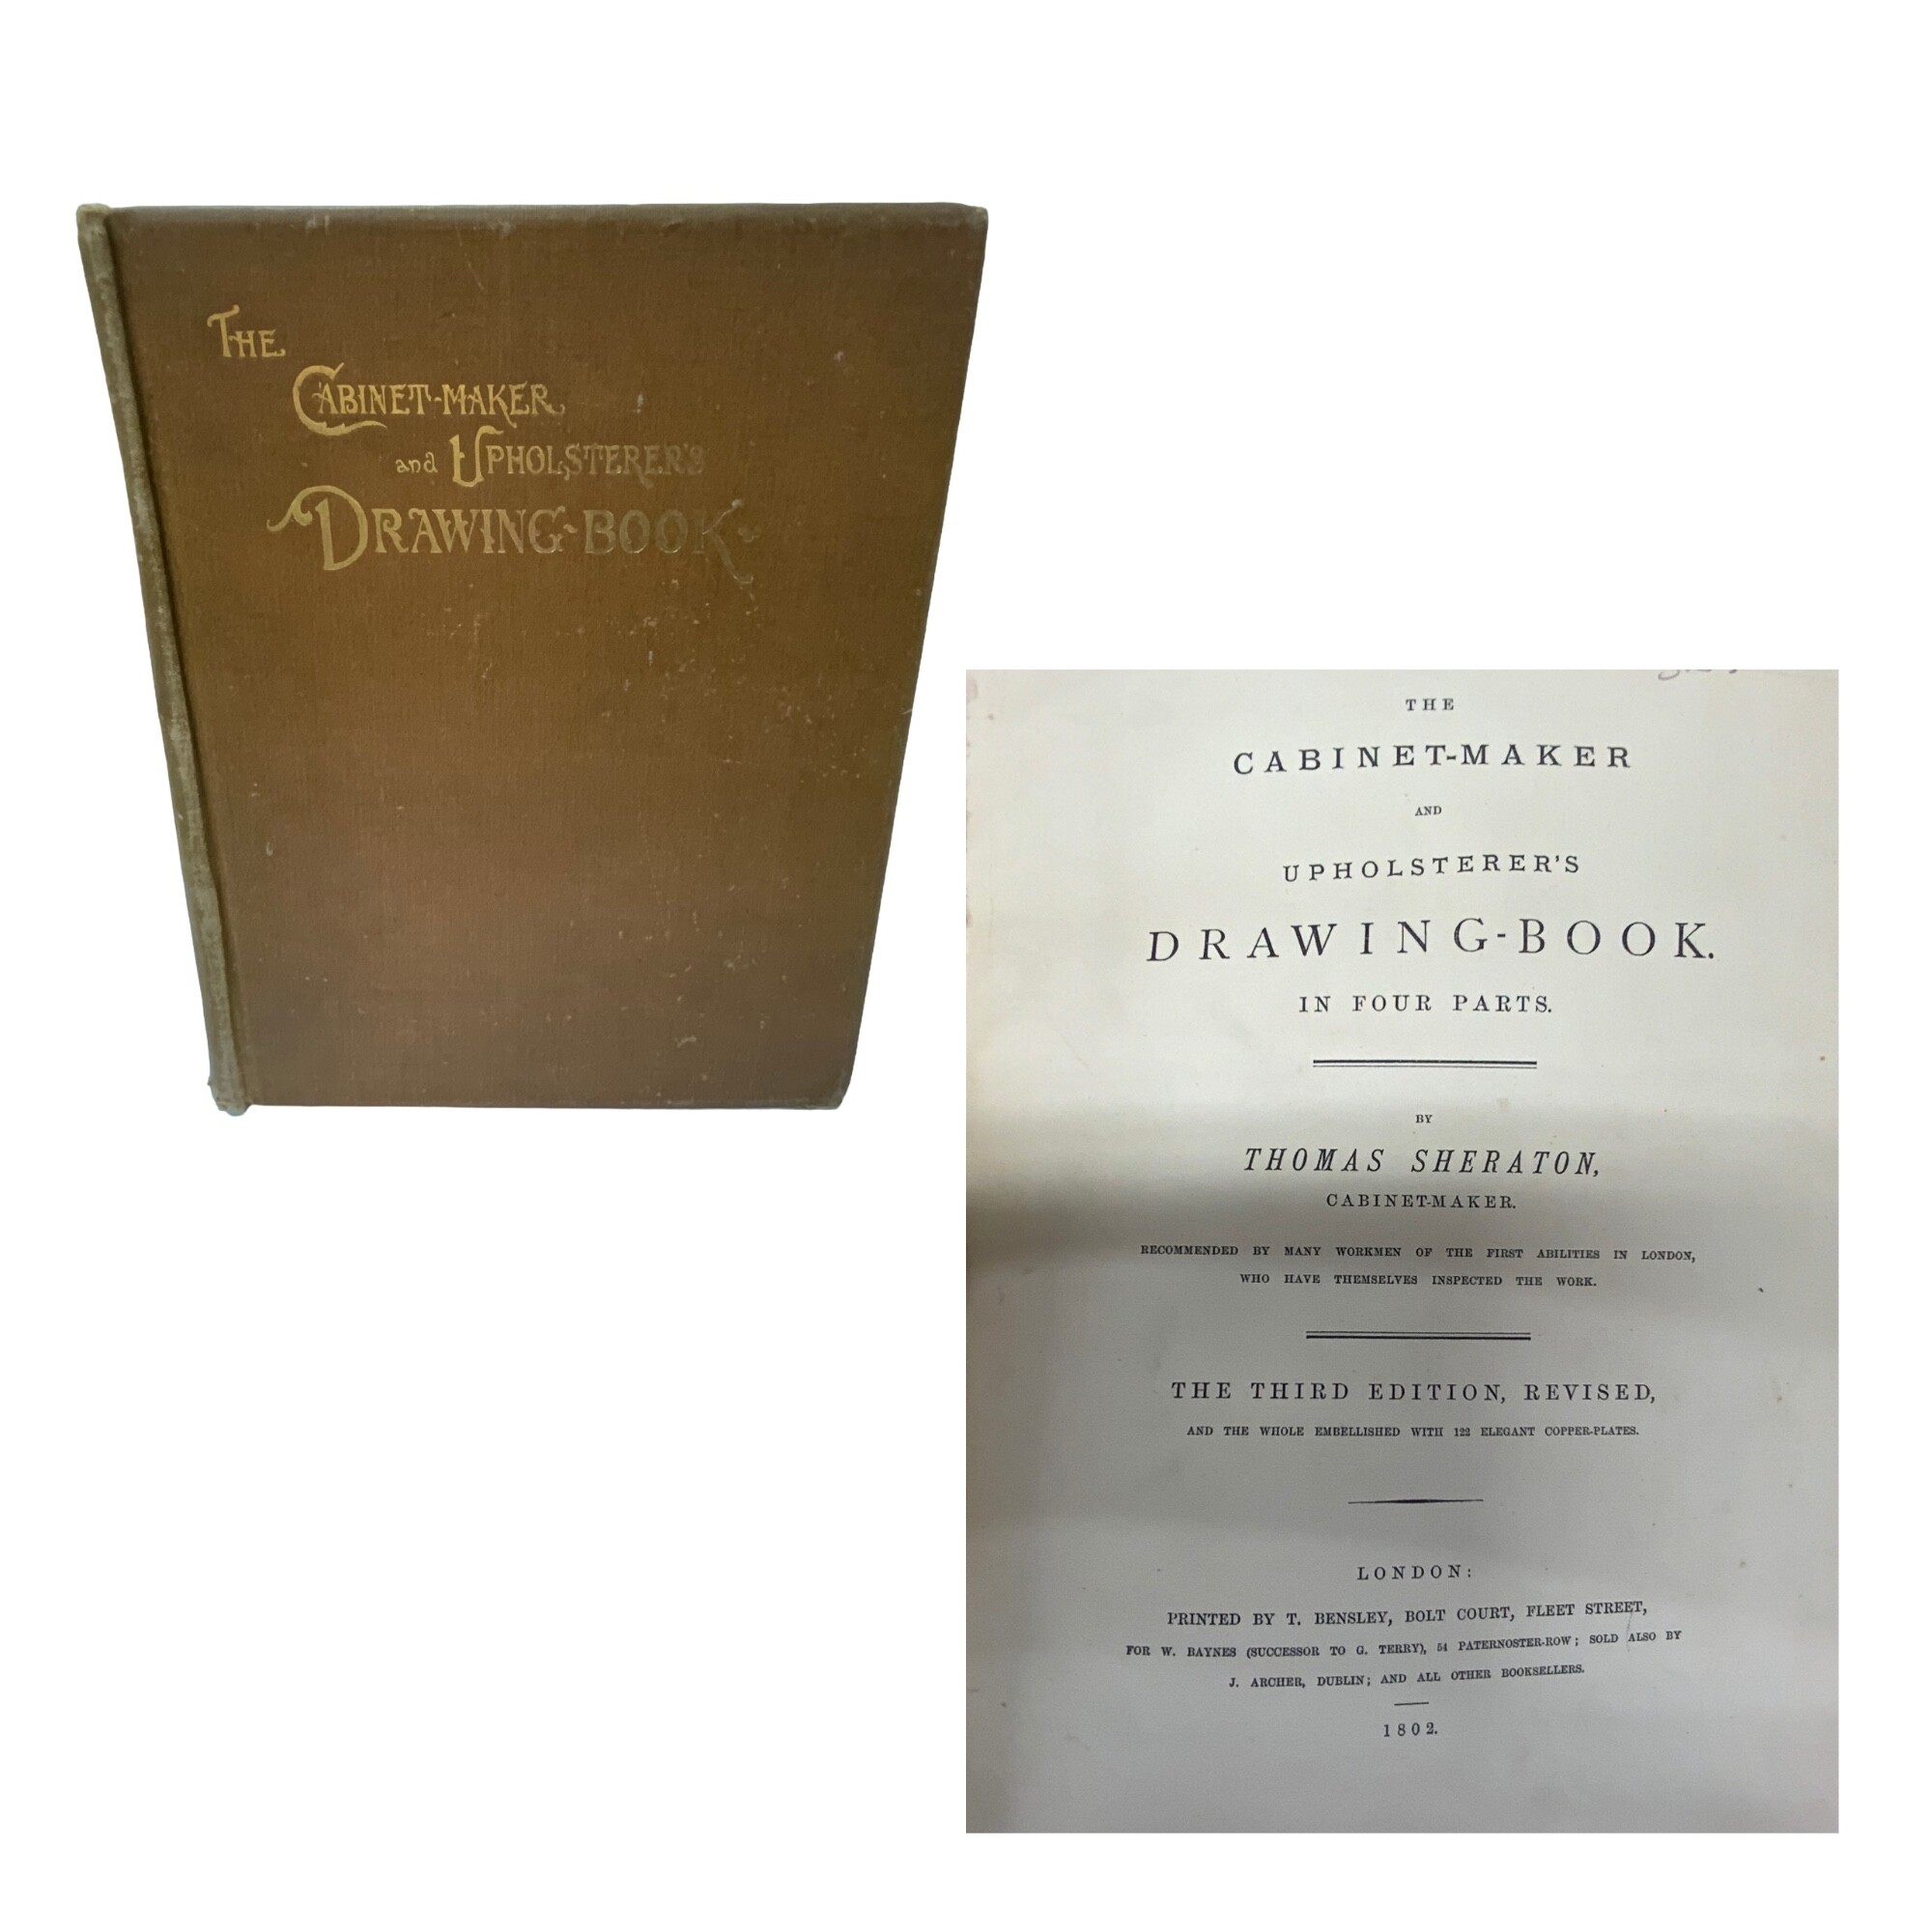 THE
CABINET-MAKER
and UPHOLSTERER'S
DRAWING-BOOK
THE
CABINET-MAKER
AND
UPHOLSTERER'S
DRAWING-BOOK.
IN FOUR PARTS.
BY
THOMAS SHERATON,
CABINET-MAKER.
RECOMMENDED BY MANY WORKMEN OF THE FIRST ABILITIES IN LONDON,
WHO HAVE THEMSELVES INSPECTED THE WORK.
THE THIRD EDITION, REVISED,
AND THE WHOLE EMBELLISHED WITH 122 ELEGANT COPPER-PLATES.
LONDON:
PRINTED BY T. BENSLEY, BOLT COURT, FLEET STREET,
FOR W. BAYNES (SUCCESSOR TO G. TERRY), 54 PATERNOSTER-ROW; SOLD ALSO BY
J. ARCHER, DUBLIN; AND ALL OTHER BOOKSELLERS.
1802.